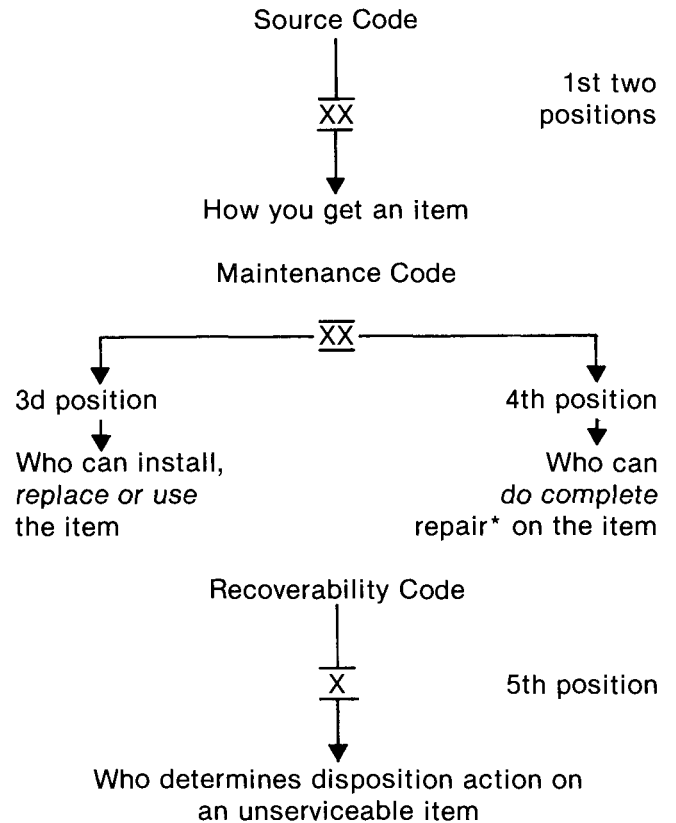 Source Code
XX
1st two
positions
How you get an item
Maintenance Code
XX
3d position
4th position
Who can install,
replace or use
the item
Who can
do complete
repair* on the item
Recoverability Code
X
5th position
Who determines disposition action on
an unserviceable item